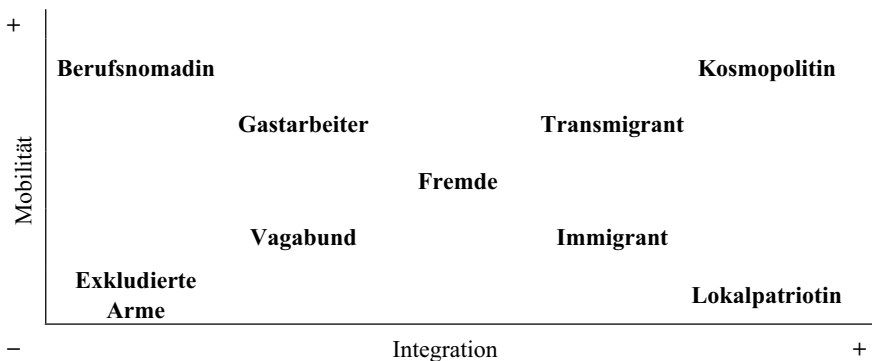 +
Berufsnomadin Kosmopolitin
Gastarbeiter Transmigrant
Mobilität
Fremde
Vagabund Immigrant
Exkludierte
Arme
Lokalpatriotin
− Integration +